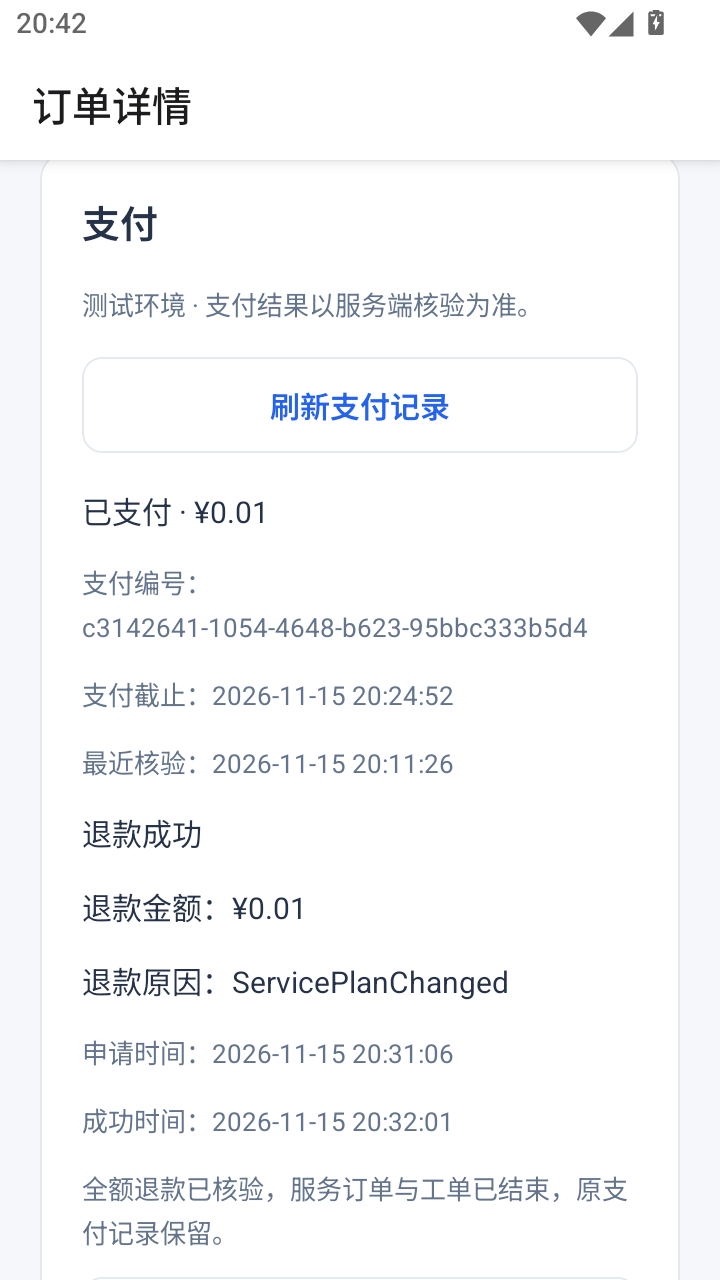 20:42
订单详情
支付
测试环境 · 支付结果以服务端核验为准。
刷新支付记录
已支付 · ¥0.01
支付编号：
c3142641-1054-4648-b623-95bbc333b5d4
支付截止：2026-11-15 20:24:52
最近核验：2026-11-15 20:11:26
退款成功
退款金额：¥0.01
退款原因：ServicePlanChanged
申请时间：2026-11-15 20:31:06
成功时间：2026-11-15 20:32:01
全额退款已核验，服务订单与工单已结束，原支
付记录保留。